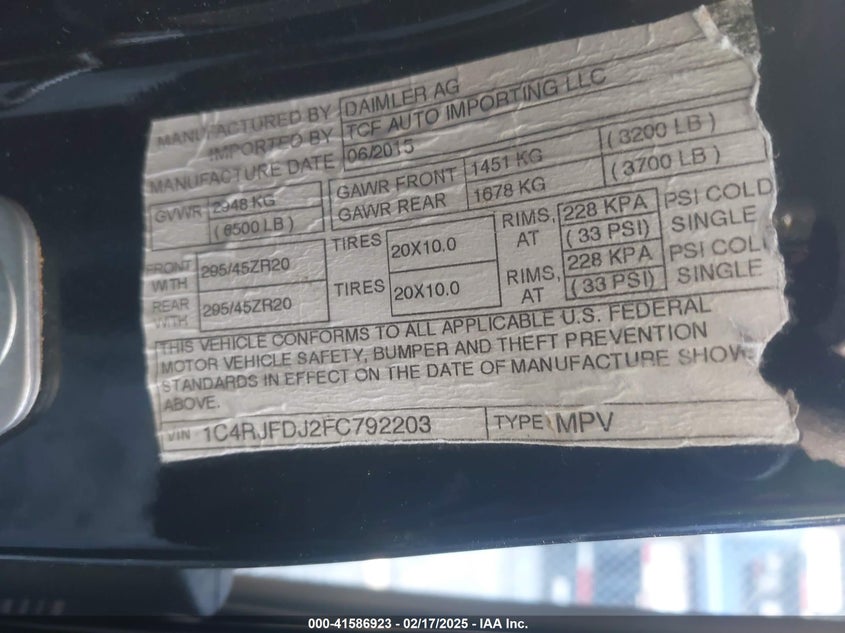 MANUFACTURED BY DAIMLER AG
IMPORTED BY TCF AUTO IMPORTING LLC
MANUFACTURE DATE 06/2015
GVWR 2948 KG GAWR FRONT 1451 KG ( 3200 LB )
( 6500 LB ) GAWR REAR 1678 KG ( 3700 LB )
FRONT WITH 295/45ZR20 TIRES 20X10.0 RIMS, AT 228 KPA ( 33 PSI) PSI COLD SINGLE
REAR WITH 295/45ZR20 TIRES 20X10.0 RIMS, AT 228 KPA ( 33 PSI) PSI COL SINGLE
THIS VEHICLE CONFORMS TO ALL APPLICABLE U.S. FEDERAL
MOTOR VEHICLE SAFETY, BUMPER AND THEFT PREVENTION
STANDARDS IN EFFECT ON THE DATE OF MANUFACTURE SHOW
ABOVE.
VIN 1C4RJFDJ2FC792203 TYPE MPV
000-41586923 - 02/17/2025 - IAA Inc.